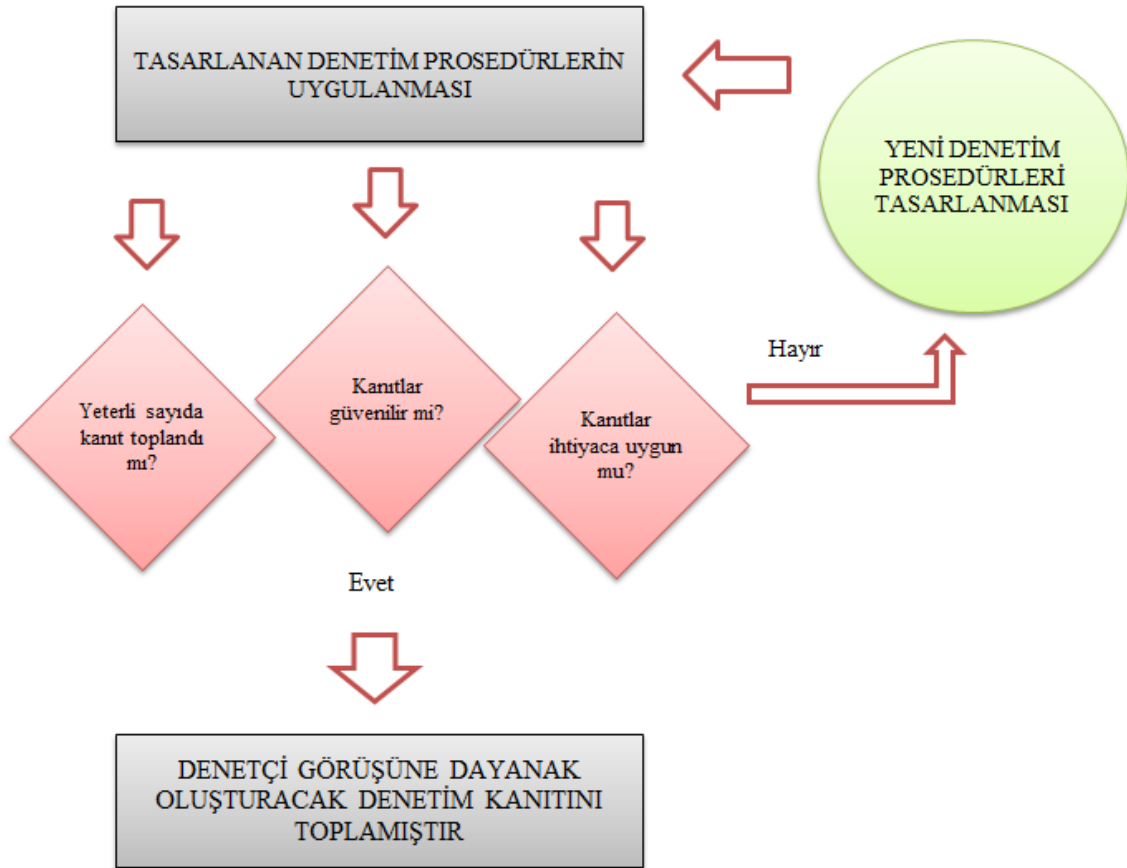 TASARLANAN DENETİM PROSEDÜRLERİN
UYGULANMASI
YENİ DENETİM
PROSEDÜRLERİ
TASARLANMASI
Yeterli sayıda
kanıt toplandı
mı?
Kanıtlar
güvenilir mi?
Kanıtlar
ihtiyaca uygun
mu?
Hayır
Evet
DENETÇİ GÖRÜŞÜNE DAYANAK
OLUŞTURACAK DENETİM KANITINI
TOPLAMIŞTIR